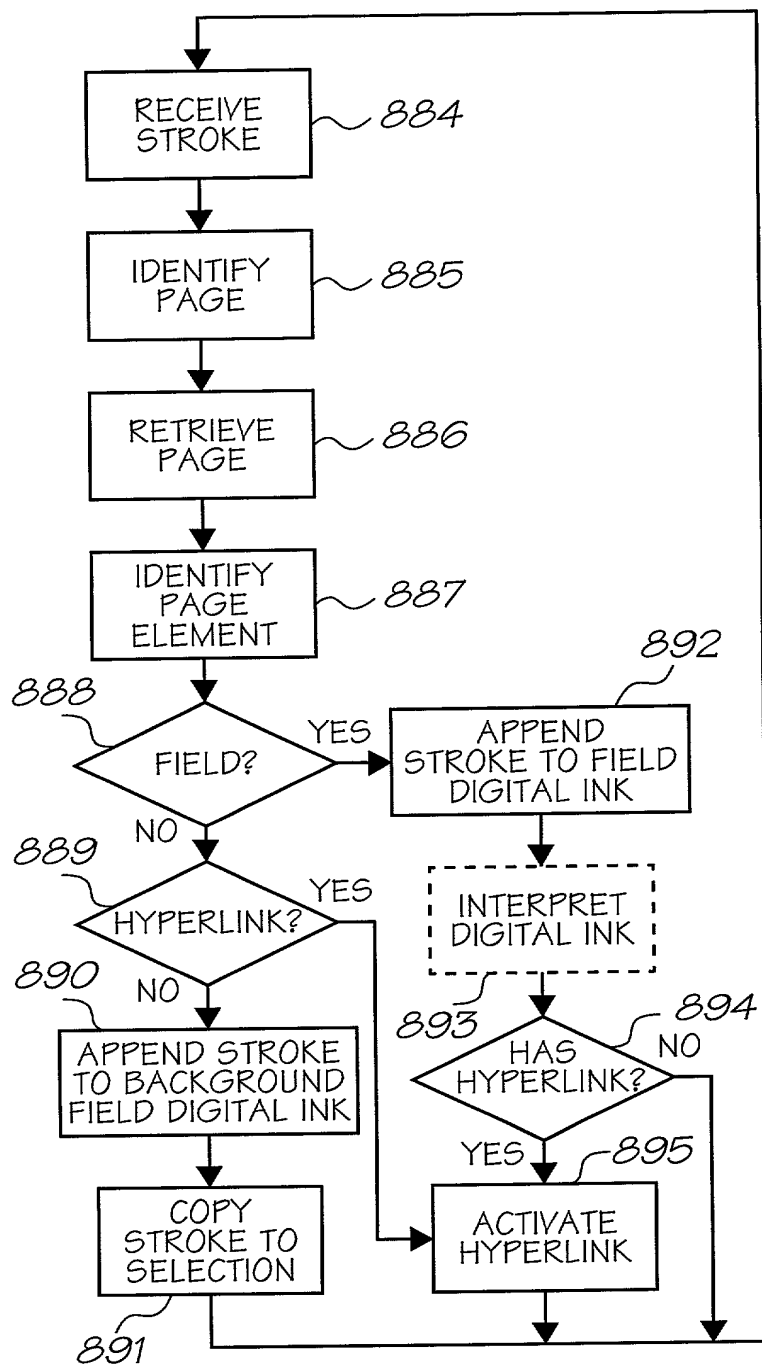 RECEIVE
STROKE
884
IDENTIFY
PAGE
885
RETRIEVE
PAGE
886
IDENTIFY
PAGE
ELEMENT
887
888
FIELD?
YES
NO
892
APPEND
STROKE TO FIELD
DIGITAL INK
889
HYPERLINK?
YES
NO
INTERPRET
DIGITAL INK
893
890
APPEND STROKE
TO BACKGROUND
FIELD DIGITAL INK
894
HAS
HYPERLINK?
NO
YES
895
COPY
STROKE TO
SELECTION
891
ACTIVATE
HYPERLINK